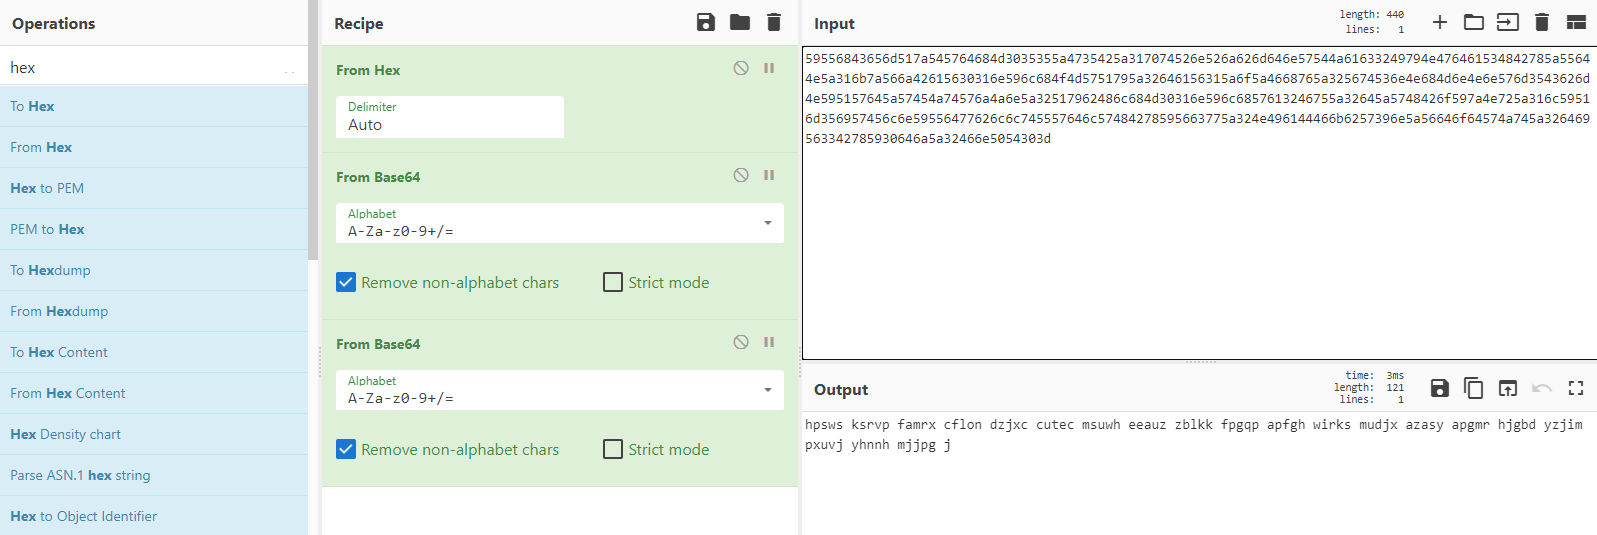 Operations
hex
To Hex
From Hex
Hex to PEM
PEM to Hex
To Hexdump
From Hexdump
To Hex Content
From Hex Content
Hex Density chart
Parse ASN.1 hex string
Hex to Object Identifier
Recipe
From Hex
Delimiter
Auto
From Base64
Alphabet
A-Za-z0-9+/=
Remove non-alphabet chars Strict mode
From Base64
Alphabet
A-Za-z0-9+/=
Remove non-alphabet chars Strict mode
Input
length: 440
lines: 1
59556843656d517a545764684d3035355a4735425a317074526e526a626d646e57544a61633249794e476461534842785a5564
4e5a316b7a566a42615630316e596c684f4d5751795a32646156315a6f5a4668765a325674536e4e684d6e4e6e576d3543626d
4e595157645a57454a74576a4a6e5a32517962486c684d30316e596c6857613246755a32645a5748426f597a4e725a316c5951
6d356957456c6e59556477626c6c745557646c57484278595663775a324e496144466b6257396e5a56646f64574a745a326469
563342785930646a5a32466e5054303d
Output
time: 3ms
length: 121
lines: 1
hpsws ksrvp famrx cflon dzjxc cutec msuwh eeauz zblkk fpgqp apfgh wirks mudjx azasy apgmr hjgbd yzjim
pxuvj yhnnh mjjpg j